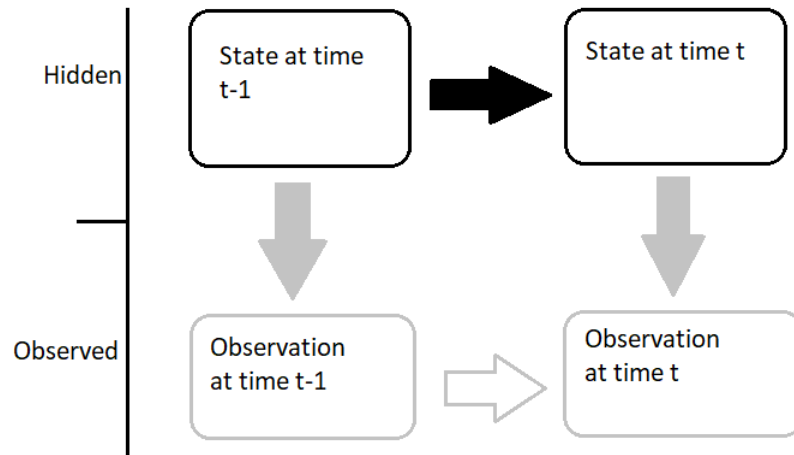 Hidden
State at time
t-1
State at time t
Observed
Observation
at time t-1
Observation
at time t